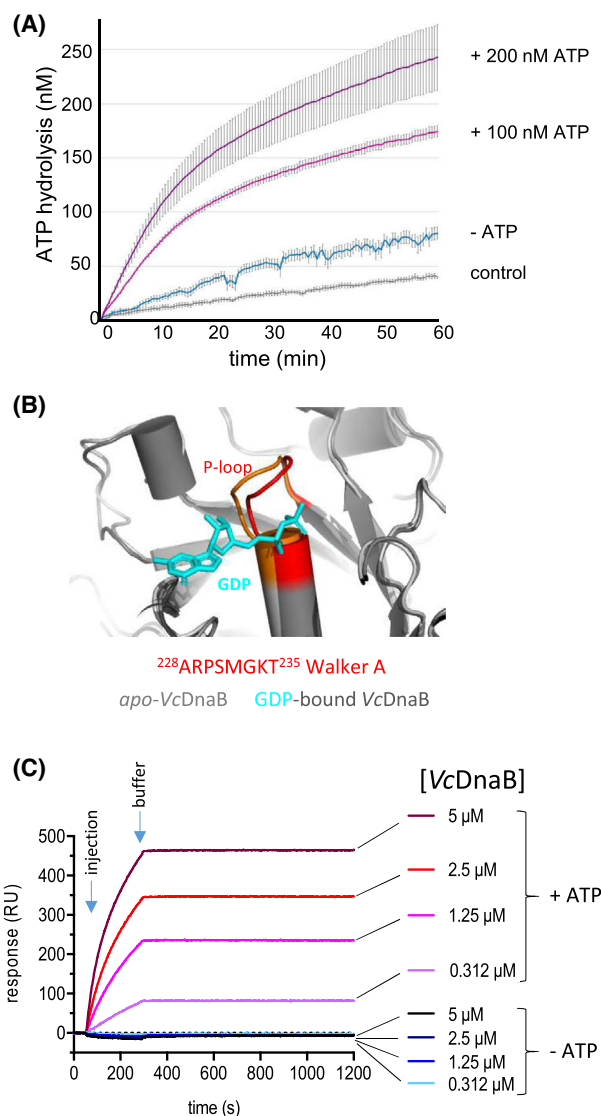 (A)
ATP hydrolysis (nM)
250
200
150
100
50
0
0 10 20 30 40 50 60
time (min)
+ 200 nM ATP
+ 100 nM ATP
- ATP
control
(B)
P-loop
GDP
²²⁸ARPSMGKT²³⁵ Walker A
apo-VcDnaB GDP-bound VcDnaB
(C)
injection
buffer
response (RU)
500
400
300
200
100
0
0 200 400 600 800 1000 1200
time (s)
[VcDnaB]
5 µM
2.5 µM
1.25 µM
0.312 µM
+ ATP
5 µM
2.5 µM
1.25 µM
0.312 µM
- ATP